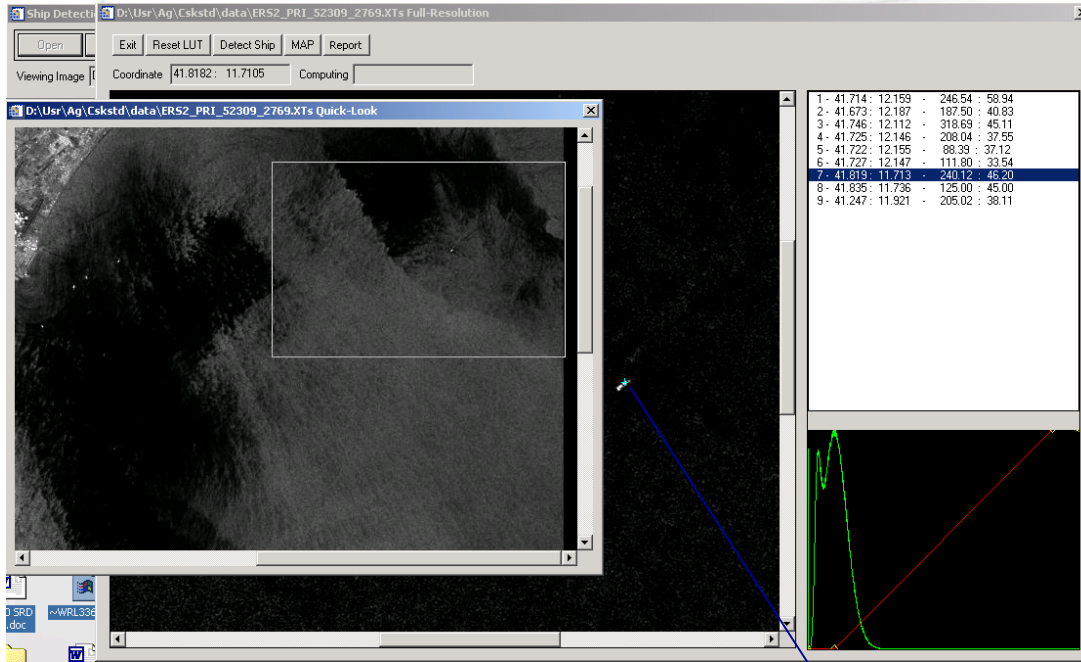 Ship Detecti
D:\Usr\Ag\Cskstd\data\ERS2_PRI_52309_2769.XTs Full-Resolution
Open
Exit Reset LUT Detect Ship MAP Report
Viewing Image
Coordinate 41.8182 : 11.7105 Computing
D:\Usr\Ag\Cskstd\data\ERS2_PRI_52309_2769.XTs Quick-Look
1 - 41.714 : 12.159 - 246.54 : 58.94
2 - 41.673 : 12.187 - 187.50 : 40.83
3 - 41.746 : 12.112 - 318.69 : 45.11
4 - 41.725 : 12.146 - 208.04 : 37.55
5 - 41.722 : 12.155 - 88.39 : 37.12
6 - 41.727 : 12.147 - 111.80 : 33.54
7 - 41.819 : 11.713 - 240.12 : 46.20
8 - 41.835 : 11.736 - 125.00 : 45.00
9 - 41.247 : 11.921 - 205.02 : 38.11
SRD
.doc
~WRL336